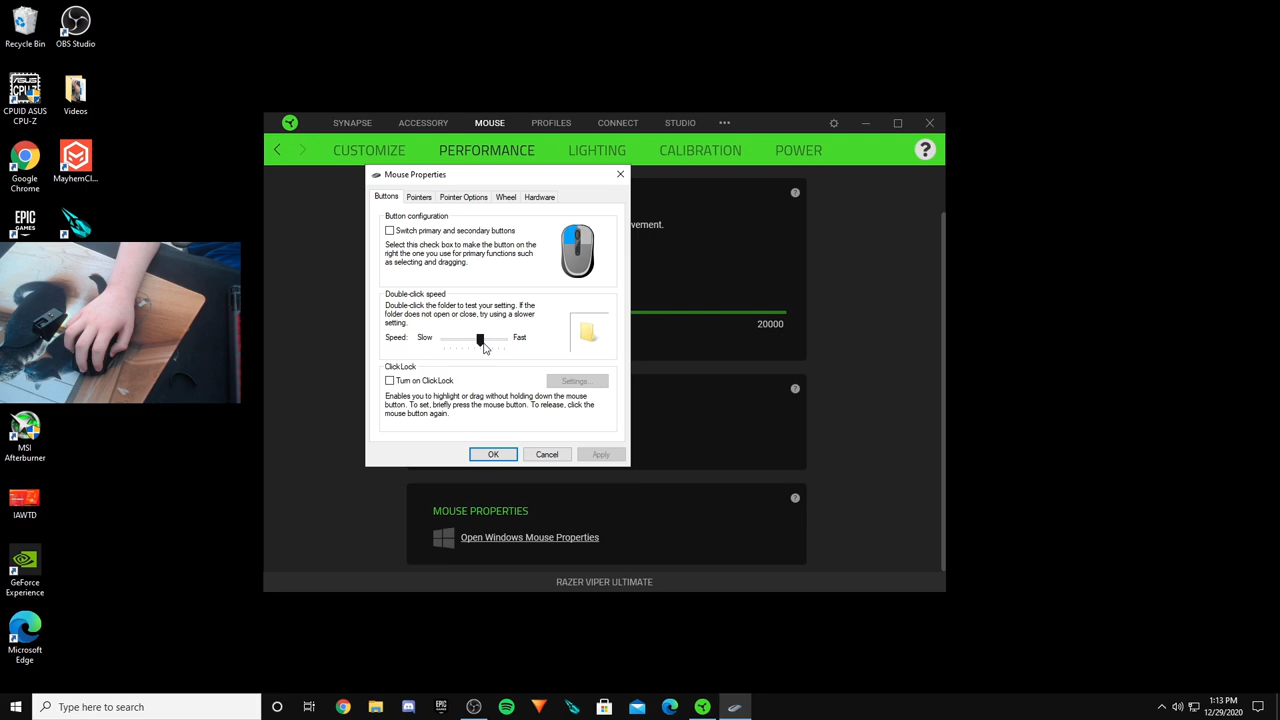 Recycle Bin
OBS Studio
CPUID ASUS
CPU-Z
Videos
Google
Chrome
MayhemCl...
EPIC
GAMES
MSI
Afterburner
IAWTD
GeForce
Experience
Microsoft
Edge
SYNAPSE
ACCESSORY
MOUSE
PROFILES
CONNECT
STUDIO
CUSTOMIZE
PERFORMANCE
LIGHTING
CALIBRATION
POWER
?
Mouse Properties
Buttons
Pointers
Pointer Options
Wheel
Hardware
Button configuration
Switch primary and secondary buttons
Select this check box to make the button on the
right the one you use for primary functions such
as selecting and dragging.
Double-click speed
Double-click the folder to test your setting. If the
folder does not open or close, try using a slower
setting.
Speed: Slow
Fast
ClickLock
Turn on ClickLock
Settings...
Enables you to highlight or drag without holding down the mouse
button. To set, briefly press the mouse button. To release, click the
mouse button again.
OK
Cancel
Apply
vement.
20000
MOUSE PROPERTIES
Open Windows Mouse Properties
RAZER VIPER ULTIMATE
Type here to search
1:13 PM
12/29/2020